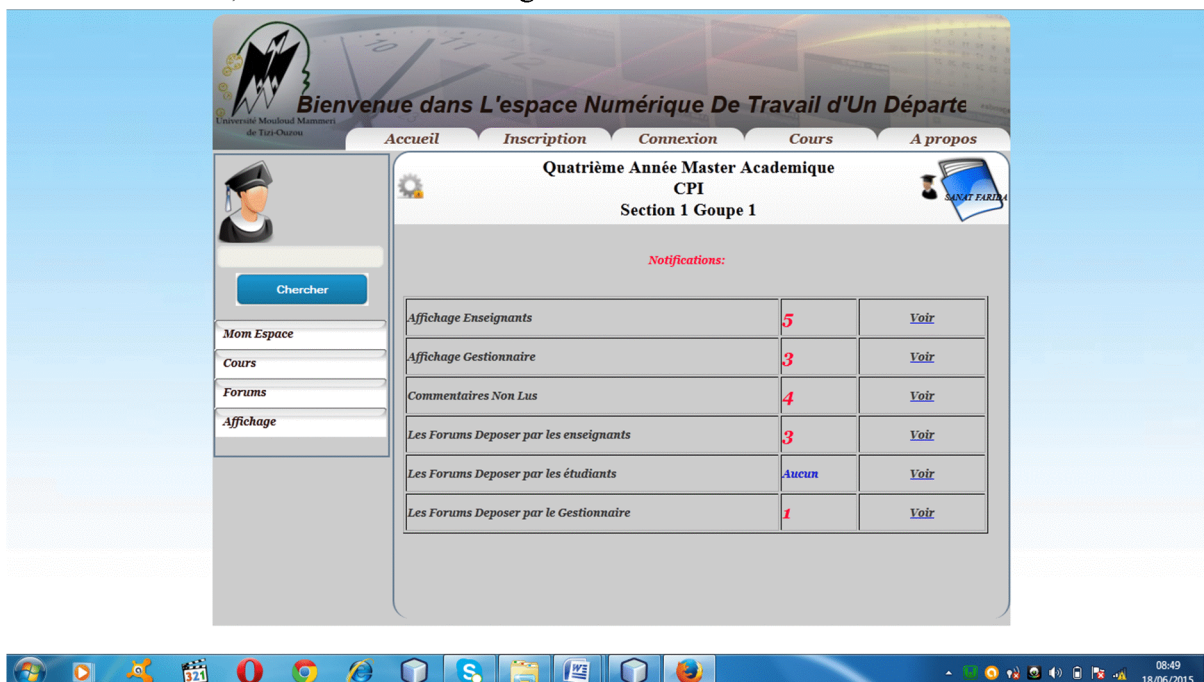 Université Mouloud Mammeri
de Tizi-Ouzou
Bienvenue dans L'espace Numérique De Travail d'Un Départe
Accueil Inscription Connexion Cours A propos
Quatrième Année Master Academique
CPI
Section 1 Goupe 1
SANAT FARIDA
Chercher
Mom Espace
Cours
Forums
Affichage
Notifications:
Affichage Enseignants 5 Voir
Affichage Gestionnaire 3 Voir
Commentaires Non Lus 4 Voir
Les Forums Deposer par les enseignants 3 Voir
Les Forums Deposer par les étudiants Aucun Voir
Les Forums Deposer par le Gestionnaire 1 Voir
321
08:49
18/06/2015